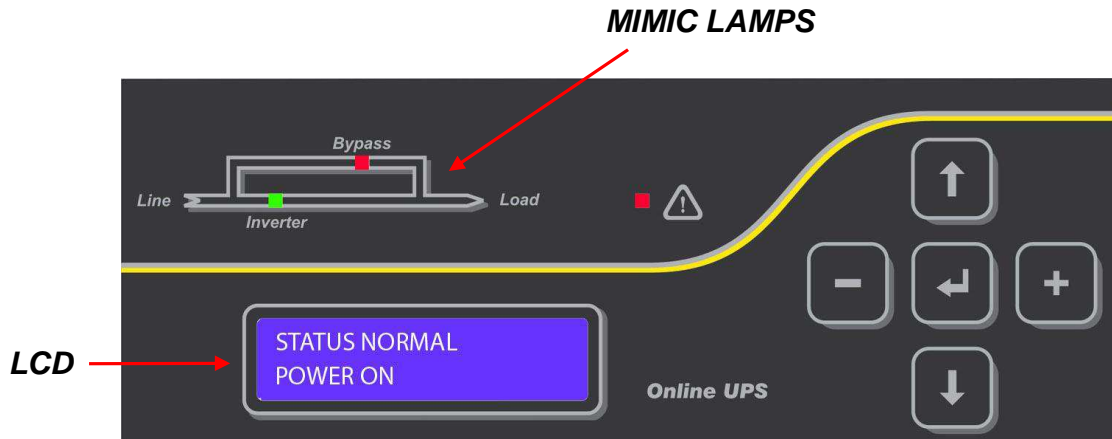 MIMIC LAMPS
Bypass
Line
Load
Inverter
STATUS NORMAL
POWER ON
LCD
Online UPS